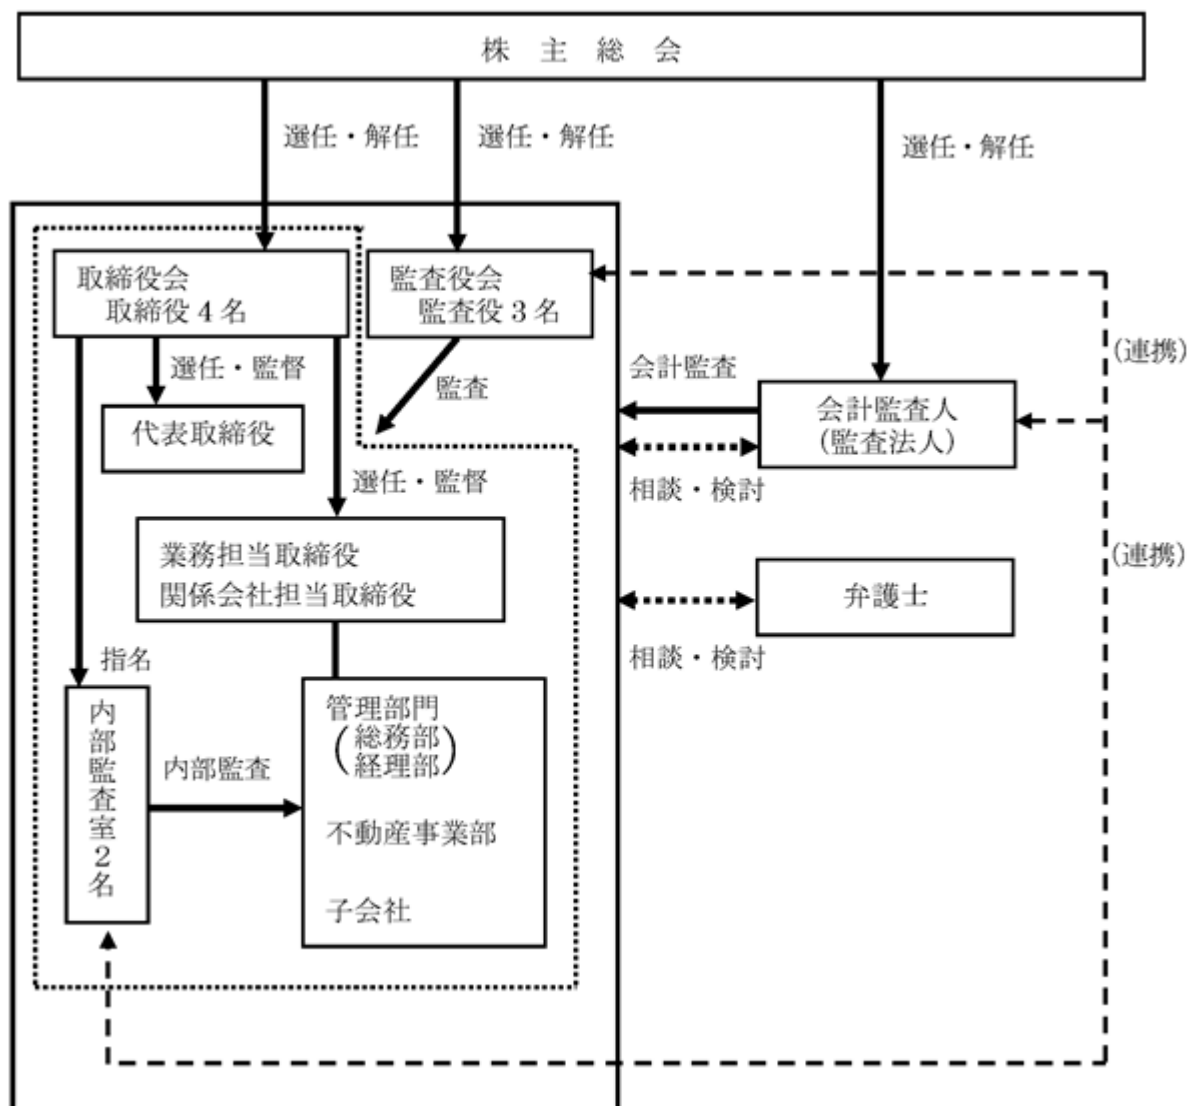 株 主 総 会
選任・解任
選任・解任
選任・解任
取締役会
取締役4名
監査役会
監査役3名
(連携)
選任・監督
会計監査
監査
会計監査人
(監査法人)
代表取締役
選任・監督
相談・検討
業務担当取締役
関係会社担当取締役
(連携)
弁護士
相談・検討
指名
内部監査室2名
内部監査
管理部門
(総務部)
(経理部)
不動産事業部
子会社